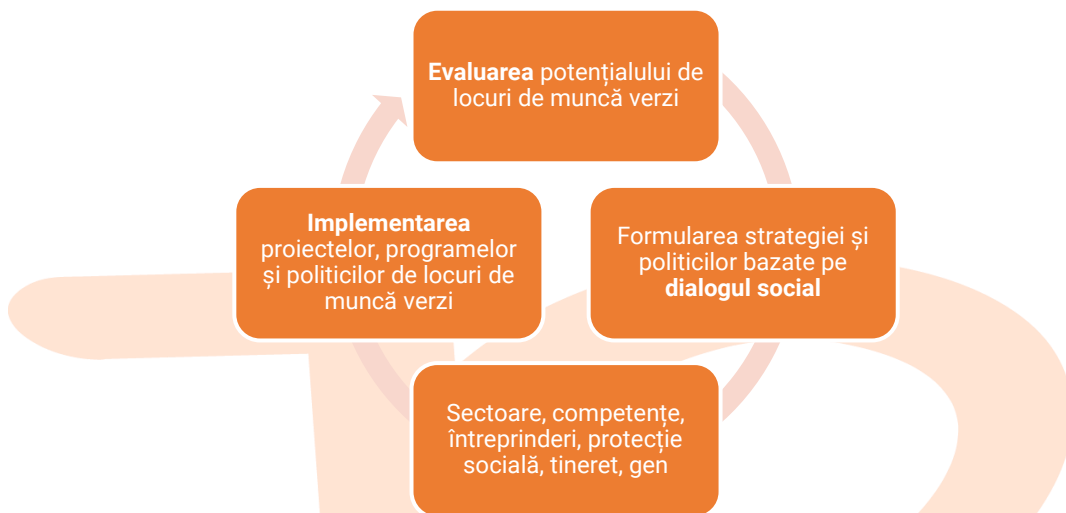 Evaluarea potențialului de
locuri de muncă verzi
Formularea strategiei și
politicilor bazate pe
dialogul social
Sectoare, competențe,
întreprinderi, protecție
socială, tineret, gen
Implementarea
proiectelor, programelor
și politicilor de locuri de
muncă verzi